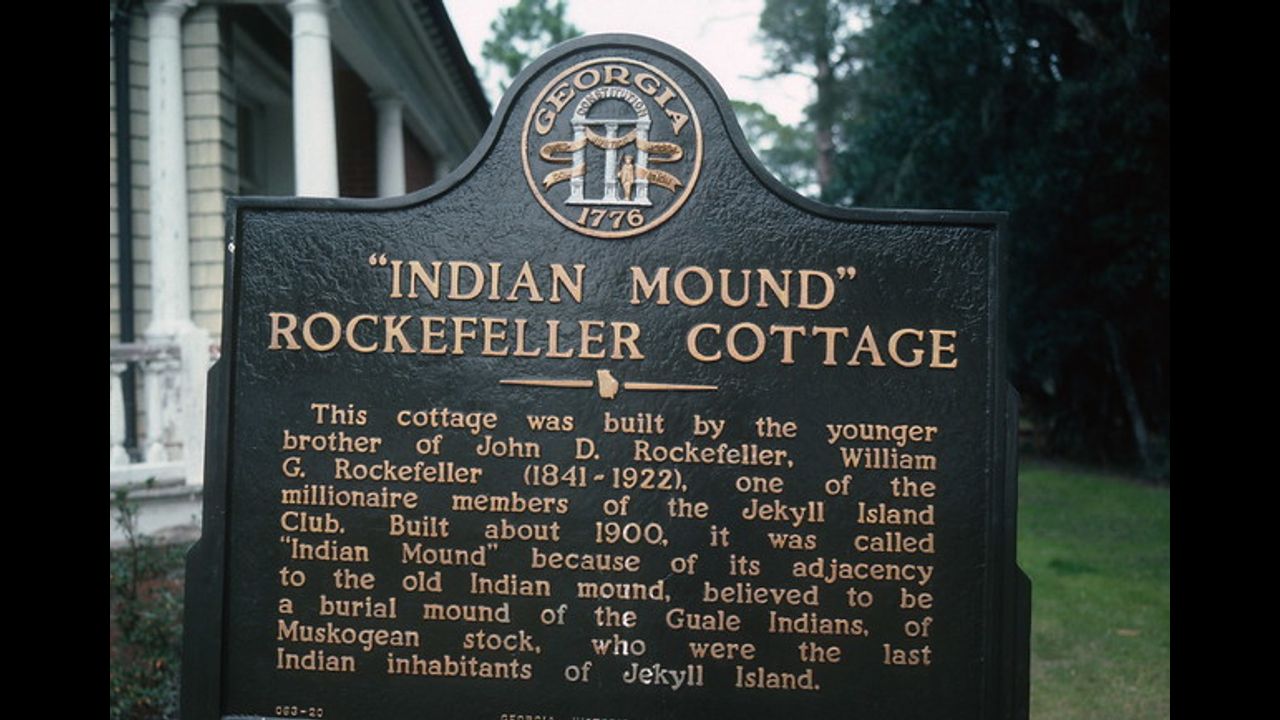 GEORGIA
CONSTITUTION
1776
“INDIAN MOUND”
ROCKEFELLER COTTAGE
This cottage was built by the younger
brother of John D. Rockefeller, William
G. Rockefeller (1841-1922), one of the
millionaire members of the Jekyll Island
Club. Built about 1900, it was called
“Indian Mound” because of its adjacency
to the old Indian mound, believed to be
a burial mound of the Guale Indians, of
Muskogean stock, who were the last
Indian inhabitants of Jekyll Island.
063-20
GEORGIA